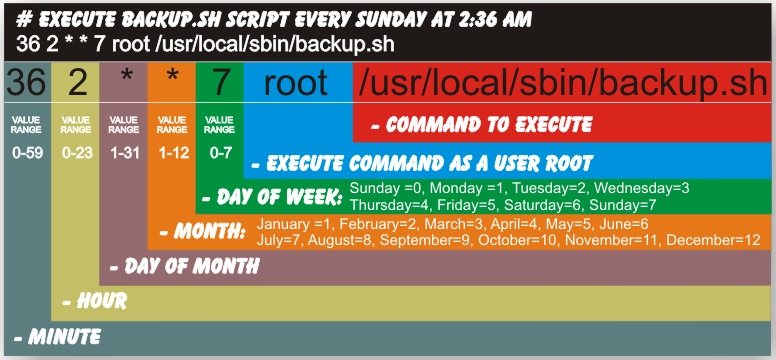 # EXECUTE BACKUP.SH SCRIPT EVERY SUNDAY AT 2:36 AM
36 2 * * 7 root /usr/local/sbin/backup.sh
36 2 * * 7 root /usr/local/sbin/backup.sh
VALUE RANGE VALUE RANGE VALUE RANGE VALUE RANGE VALUE RANGE
0-59 0-23 1-31 1-12 0-7
- COMMAND TO EXECUTE
- EXECUTE COMMAND AS A USER ROOT
- DAY OF WEEK: Sunday =0, Monday =1, Tuesday=2, Wednesday=3
Thursday=4, Friday=5, Saturday=6, Sunday=7
- MONTH: January =1, February=2, March=3, April=4, May=5, June=6
July=7, August=8, September=9, October=10, November=11, December=12
- DAY OF MONTH
- HOUR
- MINUTE